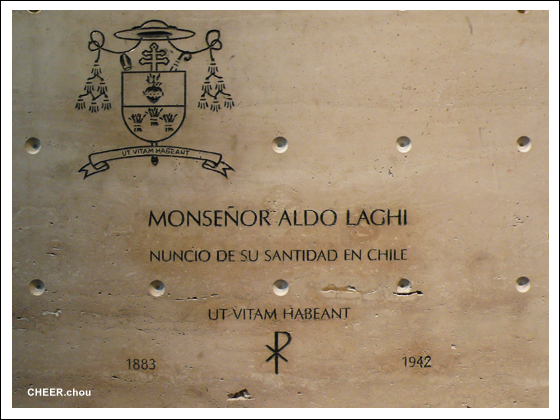 UT VITAM HABEANT
MONSEÑOR ALDO LAGHI
NUNCIO DE SU SANTIDAD EN CHILE
UT VITAM HABEANT
1883 1942
CHEER.chou